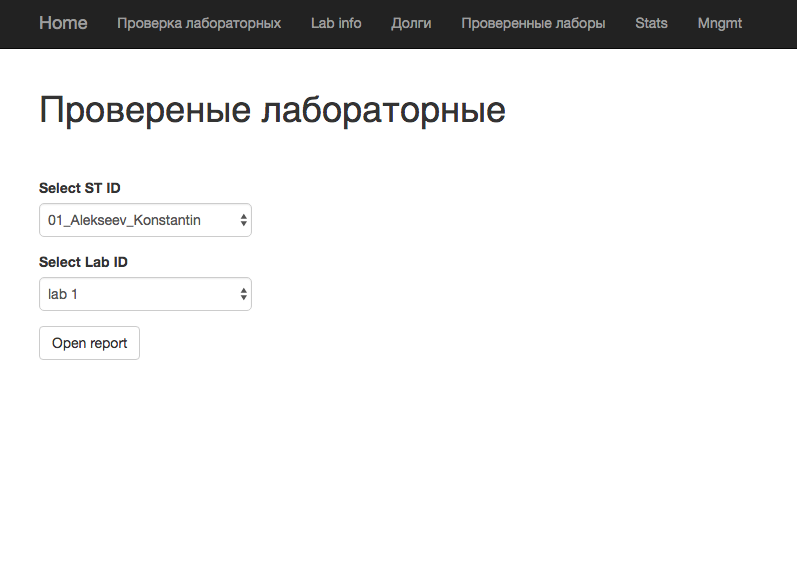 Home Проверка лабораторных Lab info Долги Проверенные лаборы Stats Mngmt
Провереные лабораторные
Select ST ID
01_Alekseev_Konstantin
Select Lab ID
lab 1
Open report